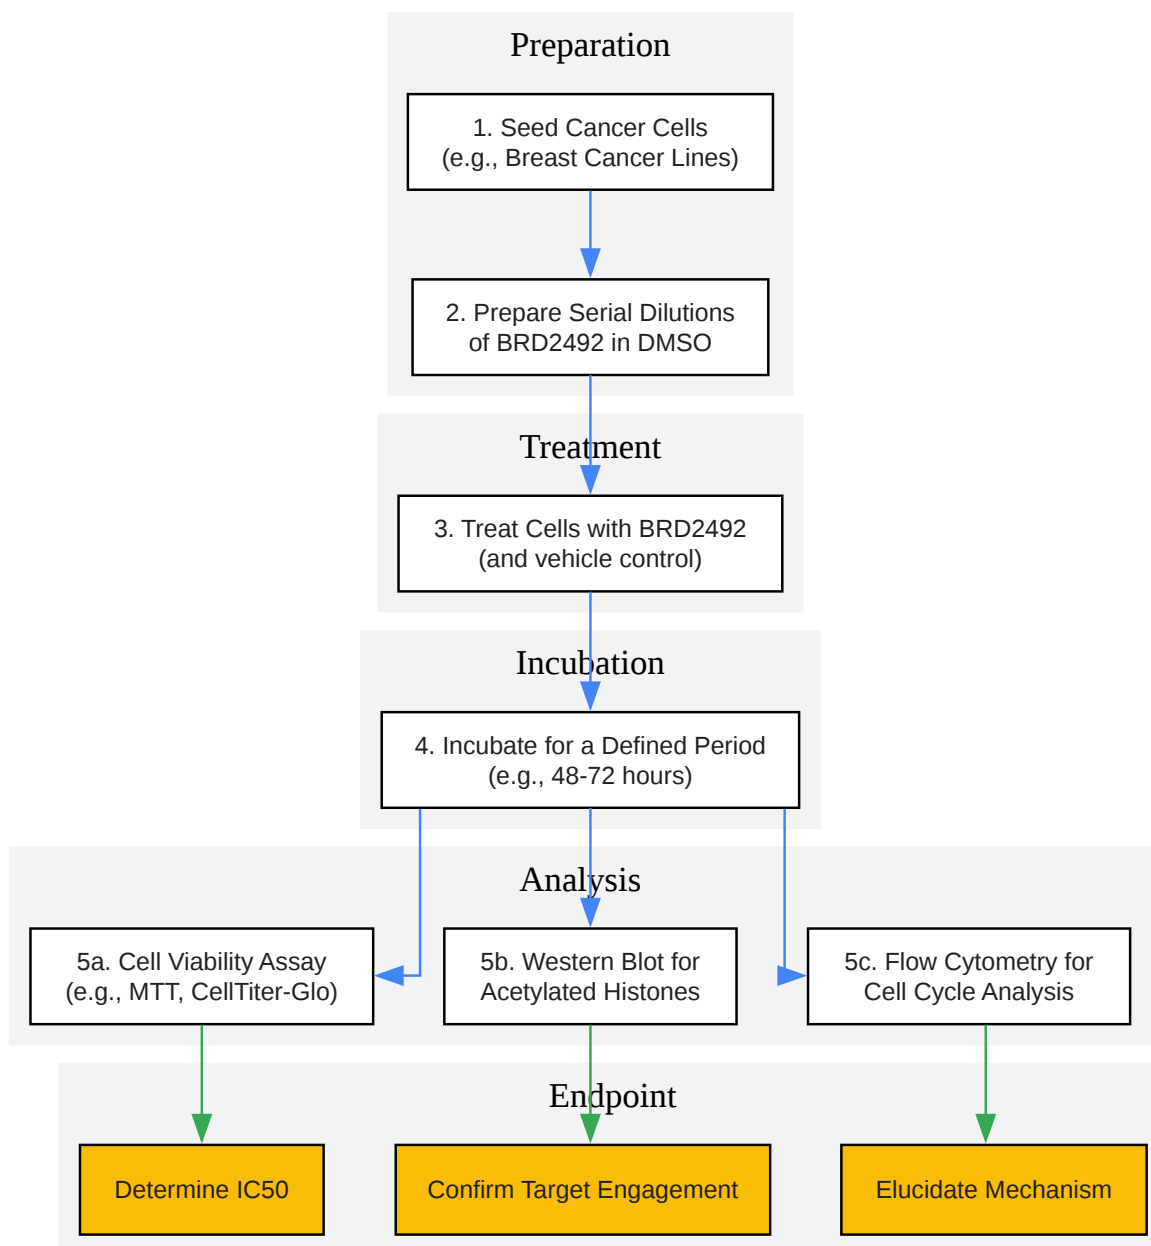 Preparation
1. Seed Cancer Cells
(e.g., Breast Cancer Lines)
2. Prepare Serial Dilutions
of BRD2492 in DMSO
Treatment
3. Treat Cells with BRD2492
(and vehicle control)
Incubation
4. Incubate for a Defined Period
(e.g., 48-72 hours)
Analysis
5a. Cell Viability Assay
(e.g., MTT, CellTiter-Glo)
5b. Western Blot for
Acetylated Histones
5c. Flow Cytometry for
Cell Cycle Analysis
Endpoint
Determine IC50
Confirm Target Engagement
Elucidate Mechanism